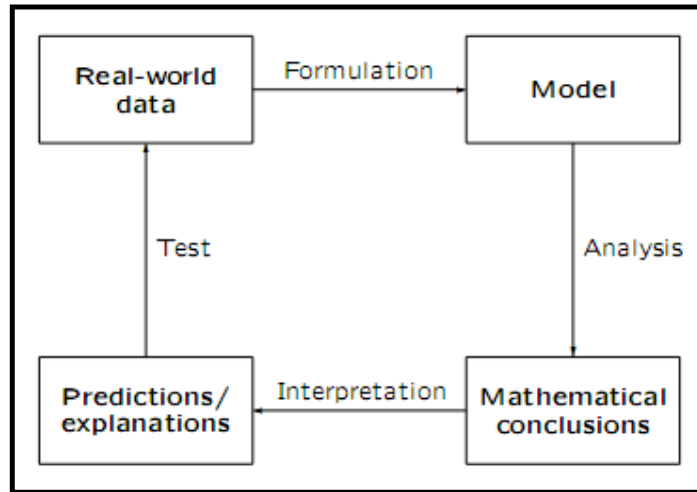 Real-world
data
Formulation
Model
Test
Analysis
Predictions/
explanations
Interpretation
Mathematical
conclusions